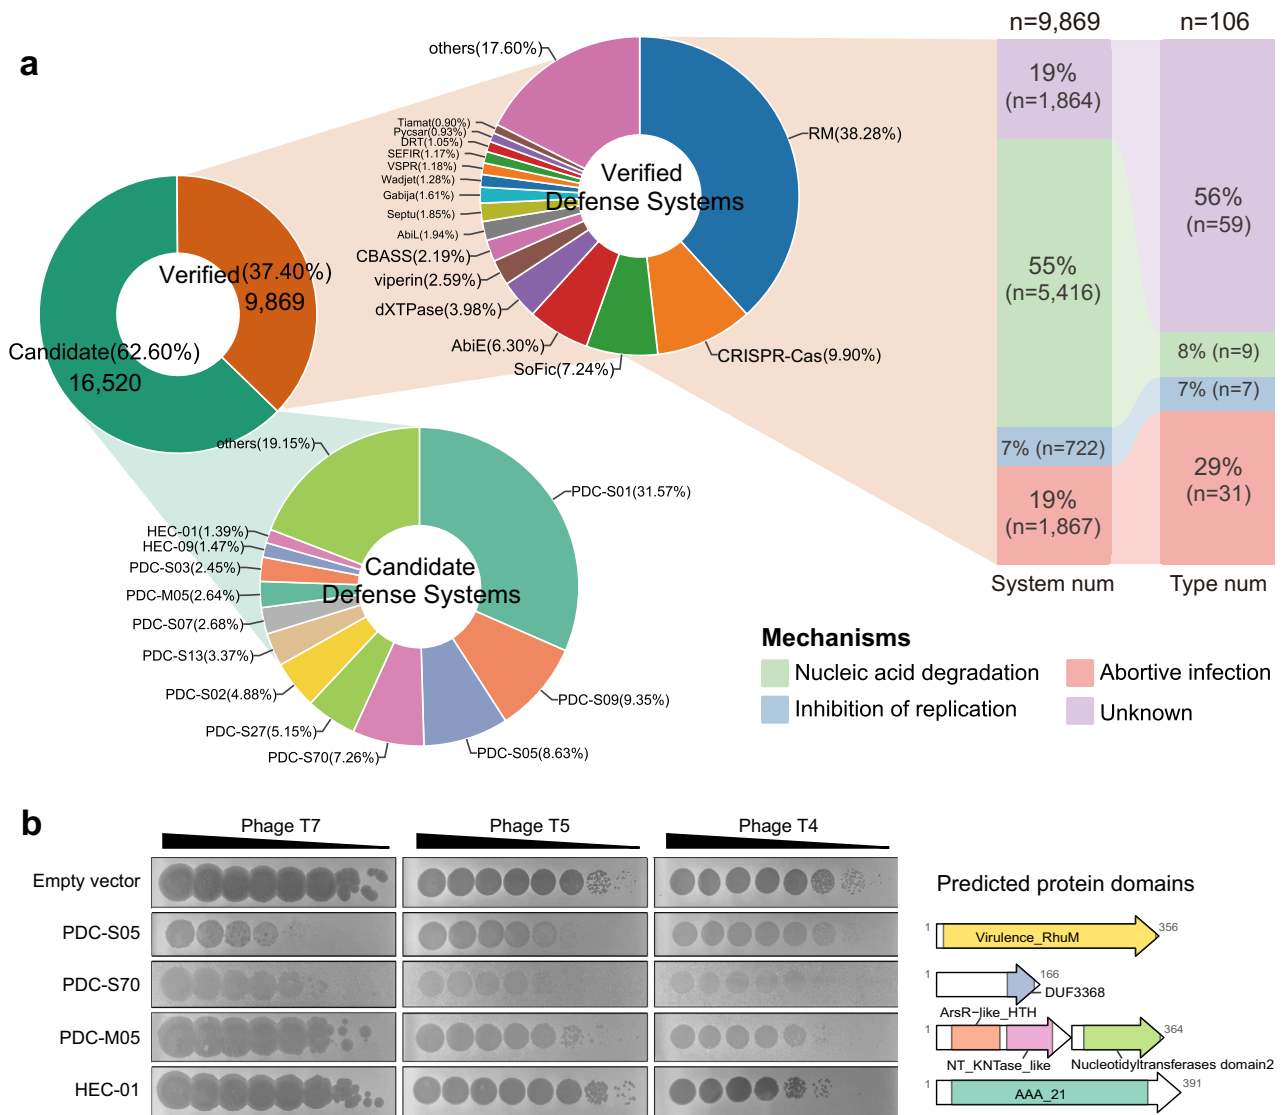 a
n=9,869
n=106
others(17.60%)
Tiamat(0.90%)
Pycsar(0.93%)
DRT(1.05%)
SEFIR(1.17%)
VSPR(1.18%)
Wadjet(1.28%)
Gabija(1.61%)
Septu(1.85%)
AbiL(1.94%)
CBASS(2.19%)
viperin(2.59%)
dXTPase(3.98%)
AbiE(6.30%)
SoFic(7.24%)
CRISPR-Cas(9.90%)
RM(38.28%)
Verified
Defense Systems
Verified(37.40%)
9,869
Candidate(62.60%)
16,520
19%
(n=1,864)
55%
(n=5,416)
7% (n=722)
19%
(n=1,867)
System num
56%
(n=59)
8% (n=9)
7% (n=7)
29%
(n=31)
Type num
others(19.15%)
HEC-01(1.39%)
HEC-09(1.47%)
PDC-S03(2.45%)
PDC-M05(2.64%)
PDC-S07(2.68%)
PDC-S13(3.37%)
PDC-S02(4.88%)
PDC-S27(5.15%)
PDC-S70(7.26%)
PDC-S05(8.63%)
PDC-S09(9.35%)
PDC-S01(31.57%)
Candidate
Defense Systems
Mechanisms
Nucleic acid degradation
Abortive infection
Inhibition of replication
Unknown
b
Phage T7
Phage T5
Phage T4
Empty vector
PDC-S05
PDC-S70
PDC-M05
HEC-01
Predicted protein domains
1
Virulence_RhuM
356
1
166
DUF3368
ArsR-like_HTH
1
364
NT_KNTase_like
Nucleotidyltransferases domain2
1
AAA_21
391